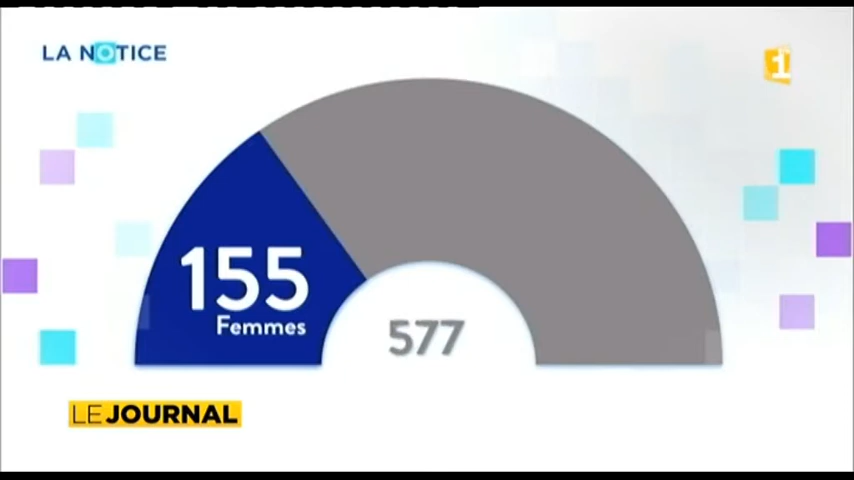 LA NOTICE
1
155
Femmes
577
LE JOURNAL